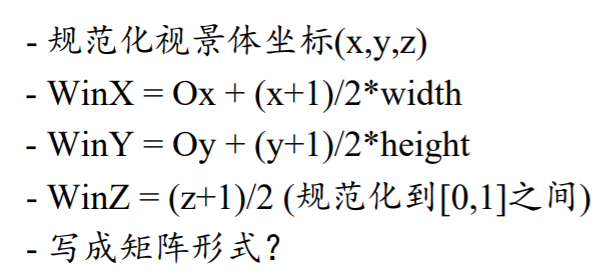 - 规范化视景体坐标(x,y,z)
- WinX = Ox + (x+1)/2*width
- WinY = Oy + (y+1)/2*height
- WinZ = (z+1)/2 (规范化到[0,1]之间)
- 写成矩阵形式？